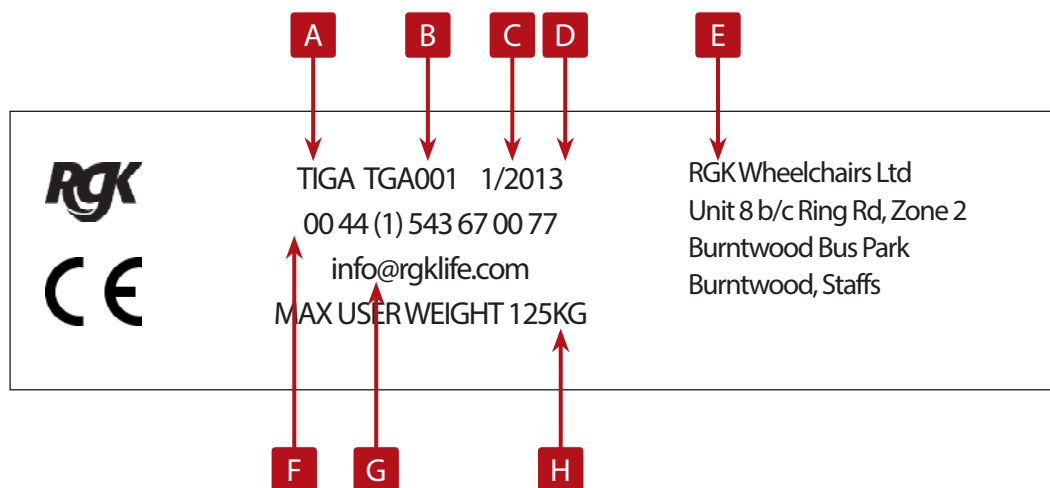 A B C D E
RGK
TIGA TGA001 1/2013
00 44 (1) 543 67 00 77
info@rgklife.com
MAX USER WEIGHT 125KG
CE
RGK Wheelchairs Ltd
Unit 8 b/c Ring Rd, Zone 2
Burntwood Bus Park
Burntwood, Staffs
F G H